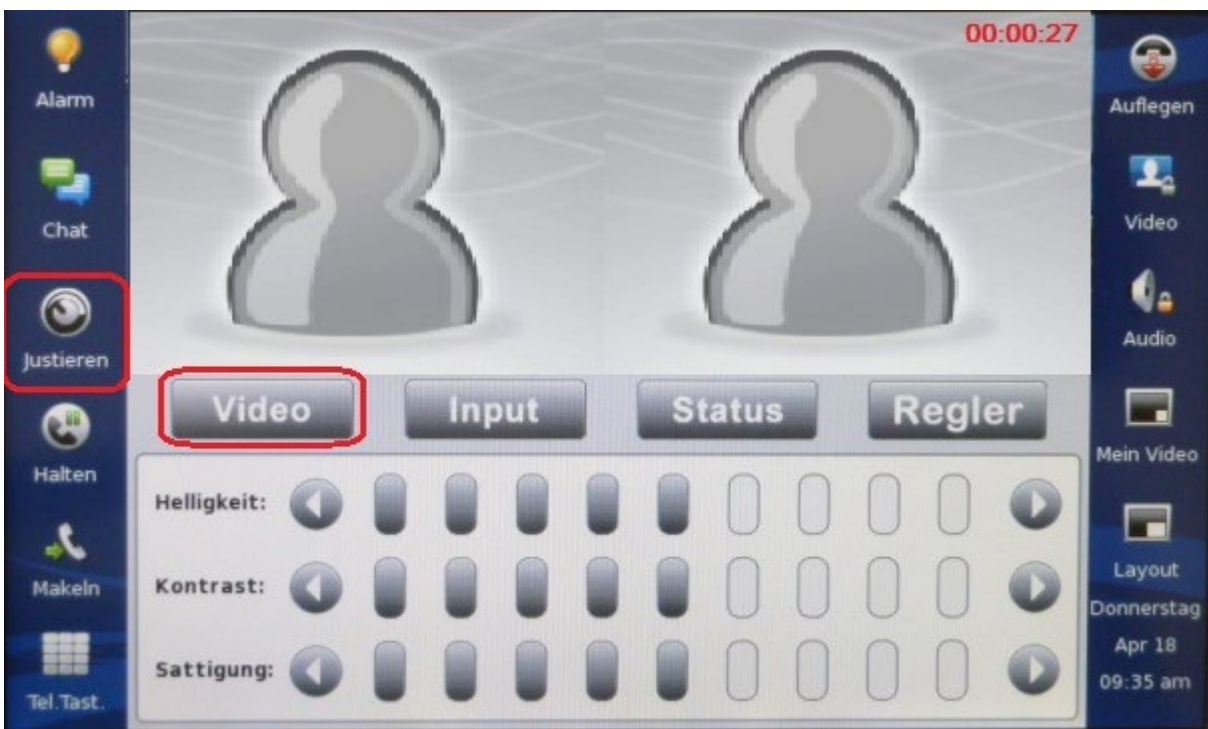 Alarm
Chat
Justieren
Halten
Makeln
Tel.Tast.
00:00:27
Video
Input
Status
Regler
Helligkeit:
Kontrast:
Sattigung:
Auflegen
Video
Audio
Mein Video
Layout
Donnerstag
Apr 18
09:35 am